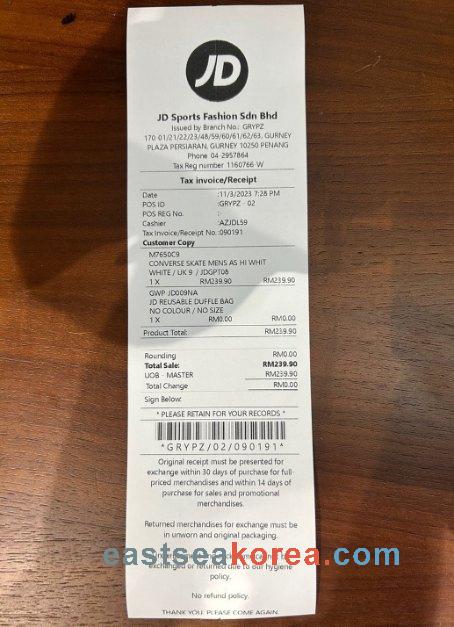 JD
JD Sports Fashion Sdn Bhd
Issued by Branch No.: GRYPZ
170-01/21/22/23/48/59/60/61/62/63, GURNEY
PLAZA PERSIARAN, GURNEY 10250 PENANG
Phone 04-2957864
Tax Reg number 1160766-W
Tax invoice/Receipt
Date :11/3/2023 7:28 PM
POS ID :GRYPZ - 02
POS REG No. :-
Cashier :AZJDL59
Tax Invoice/Receipt No. :090191
Customer Copy
M7650C9
CONVERSE SKATE MENS AS HI WHIT
WHITE / UK 9 / JDGPT08
1 X RM239.90 RM239.90
GWP JD009NA
JD REUSABLE DUFFLE BAG
NO COLOUR / NO SIZE
1 X RM0.00 RM0.00
Product Total: RM239.90
Rounding RM0.00
Total Sale: RM239.90
UOB - MASTER RM239.90
Total Change RM0.00
Sign Below:
* PLEASE RETAIN FOR YOUR RECORDS *
*GRYPZ/02/090191*
Original receipt must be presented for
exchange within 30 days of purchase for full-
priced merchandises and within 14 days of
purchase for sales and promotional
merchandises.
Returned merchandises for exchange must be
in unworn and original packaging.
eastseakorea.com
exchanged or returned due to our hygiene
policy.
No refund policy.
THANK YOU. PLEASE COME AGAIN.